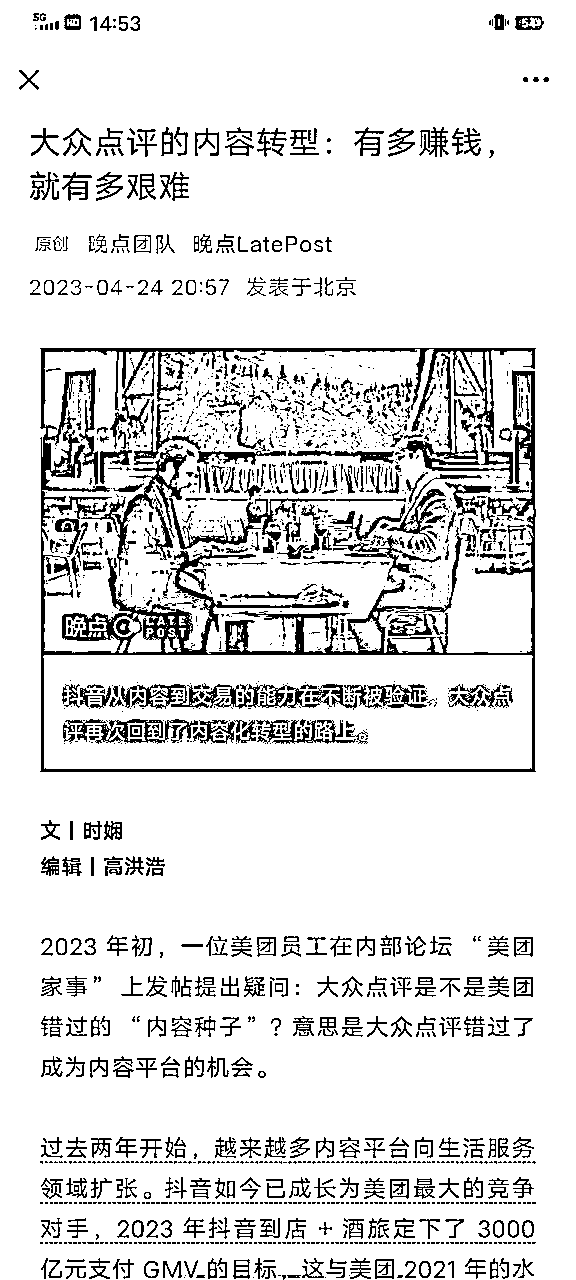 5G HD 14:53
大众点评的内容转型：有多赚钱，
就有多艰难
原创 晚点团队 晚点LatePost
2023-04-24 20:57 发表于北京
晚点 LATE POST
抖音从内容到交易的能力在不断被验证。大众点
评再次回到了内容化转型的路上。
文丨时娴
编辑丨高洪浩
2023 年初，一位美团员工在内部论坛 “美团
家事” 上发帖提出疑问：大众点评是不是美团
错过的 “内容种子”？意思是大众点评错过了
成为内容平台的机会。
过去两年开始，越来越多内容平台向生活服务
领域扩张。抖音如今已成长为美团最大的竞争
对手，2023 年抖音到店 + 酒旅定下了 3000
亿元支付 GMV 的目标，这与美团 2021 年的水